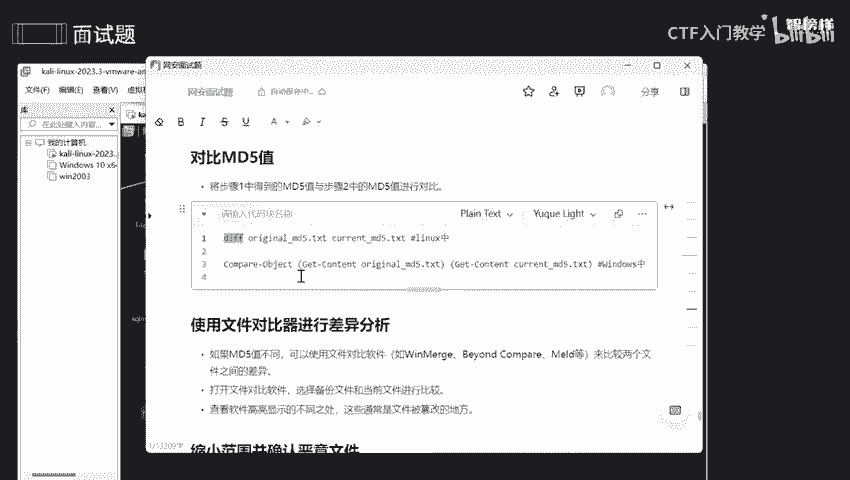 面试题
CTF入门教学
智榜样
bilibili
kali-linux-2023.3-vmware-am
文件(F) 编辑(E) 查看(V) 虚拟机
库
在此处键入内容...
我的计算机
kali-linux-2023.
Windows 10 x6
win2003
网安面试题
网安面试题
自动保存中...
分享
对比MD5值
将步骤1中得到的MD5值与步骤2中的MD5值进行对比。
请输入代码块名称
Plain Text
Yuque Light
1 diff original_md5.txt current_md5.txt #linux中
2
3 Compare-Object (Get-Content original_md5.txt) (Get-Content current_md5.txt) #Windows中
4
使用文件对比器进行差异分析
如果MD5值不同，可以使用文件对比软件（如WinMerge、Beyond Compare、Meld等）来比较两个文
件之间的差异。
打开文件对比软件，选择备份文件和当前文件进行比较。
查看软件高亮显示的不同之处，这些通常是文件被篡改的地方。
缩小范围并确认恶意文件